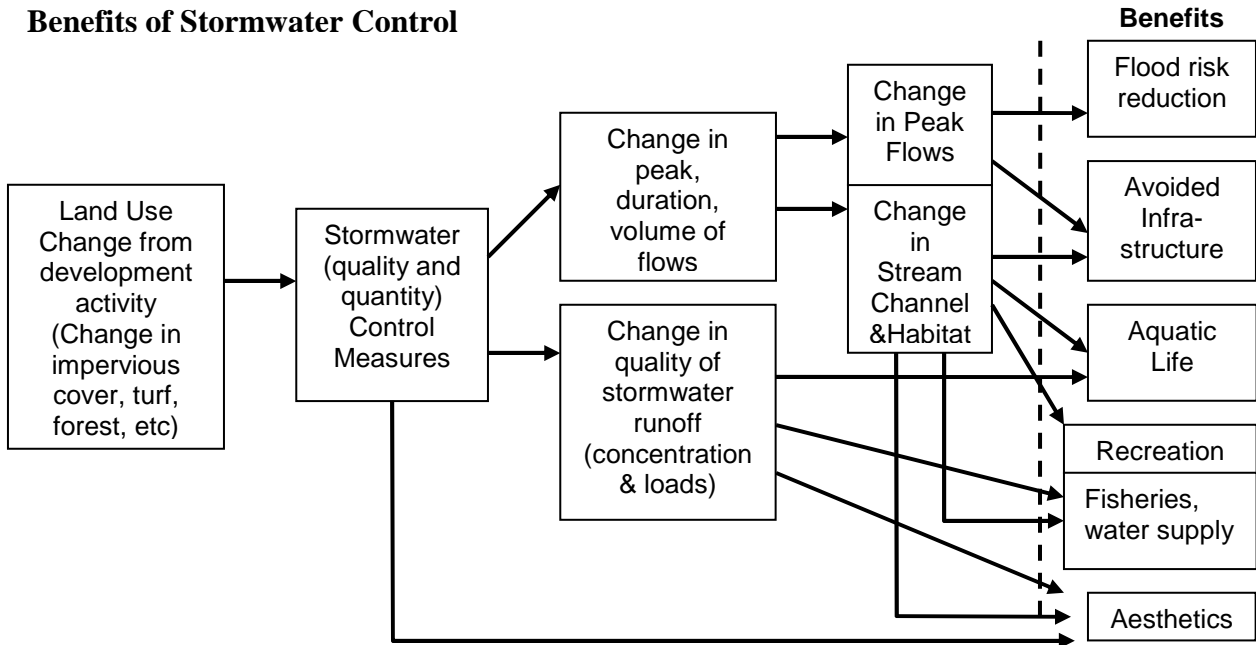 Benefits of Stormwater Control
Land Use
Change from
development
activity
(Change in
impervious
cover, turf,
forest, etc)
Stormwater
(quality and
quantity)
Control
Measures
Change in
peak,
duration,
volume of
flows
Change in
quality of
stormwater
runoff
(concentration
& loads)
Change
in Peak
Flows
Change
in
Stream
Channel
&Habitat
Benefits
Flood risk
reduction
Avoided
Infra-
structure
Aquatic
Life
Recreation
Fisheries,
water supply
Aesthetics